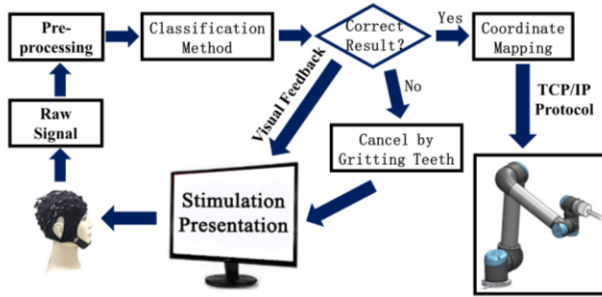 Pre-
processing
Classification
Method
Correct
Result?
Yes
Coordinate
Mapping
Visual Feedback
No
TCP/IP
Protocol
Raw
Signal
Cancel by
Gritting Teeth
Stimulation
Presentation